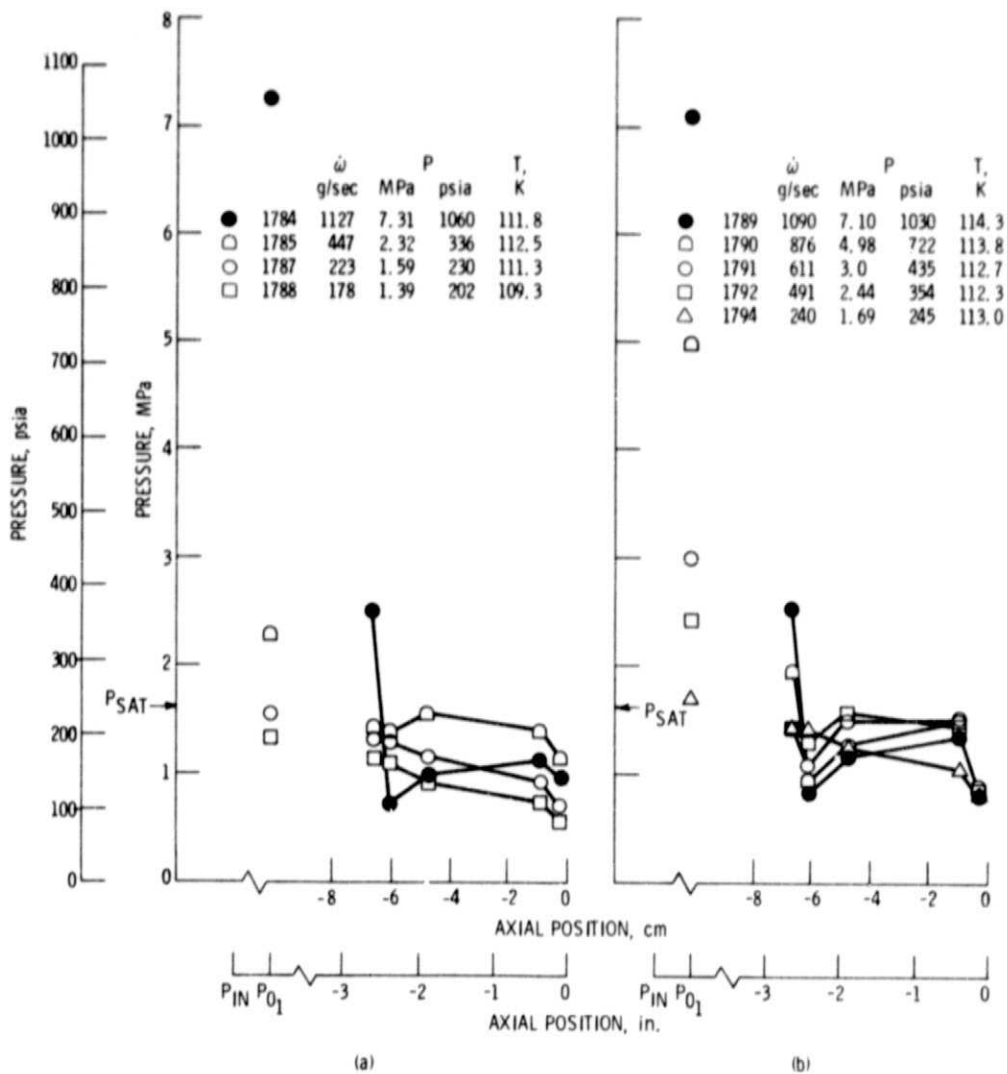 8
1100
7
1000
ω̇ P T,
g/sec MPa psia K
900
1784 1127 7.31 1060 111.8
6
1785 447 2.32 336 112.5
1787 223 1.59 230 111.3
800
1788 178 1.39 202 109.3
ω̇ P T,
g/sec MPa psia K
1789 1090 7.10 1030 114.3
1790 876 4.98 722 113.8
1791 611 3.0 435 112.7
1792 491 2.44 354 112.3
1794 240 1.69 245 113.0
5
700
PRESSURE, psia
PRESSURE, MPa
600
4
500
3
400
300
2
PSAT
PSAT
200
1
100
0
0
-8 -6 -4 -2 0
-8 -6 -4 -2 0
AXIAL POSITION, cm
PIN PO1 -3 -2 -1 0
PIN PO1 -3 -2 -1 0
AXIAL POSITION, in.
(a)
(b)